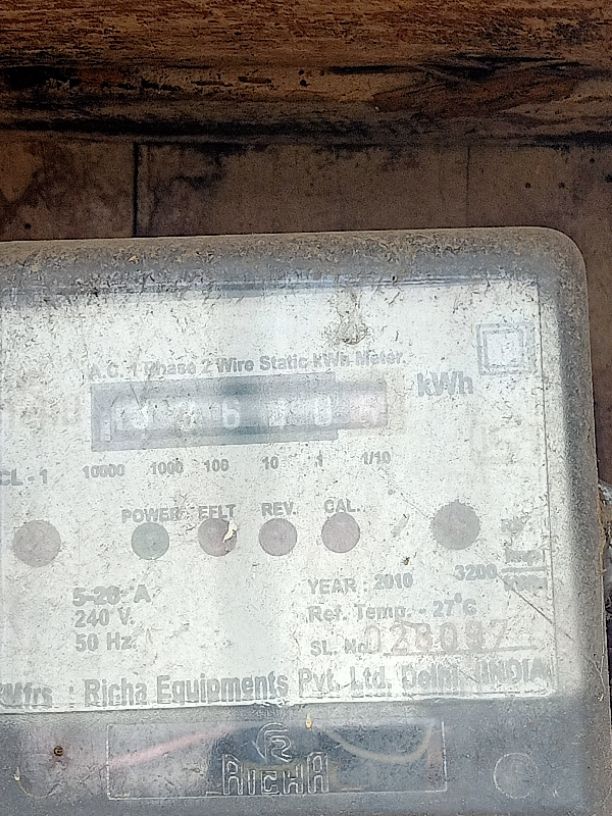 A.C. 1 Phase 2 Wire Static kWh Meter
kWh
CL - 1
10000 1000 100 10 1 1/10
POWER EFLT REV. CAL.
5-20 A
240 V.
50 Hz.
YEAR : 2010
3200
Ref. Temp. - 27°C
SL. No.
Mfrs : Richa Equipments Pvt. Ltd. Delhi (INDIA)
RICHA